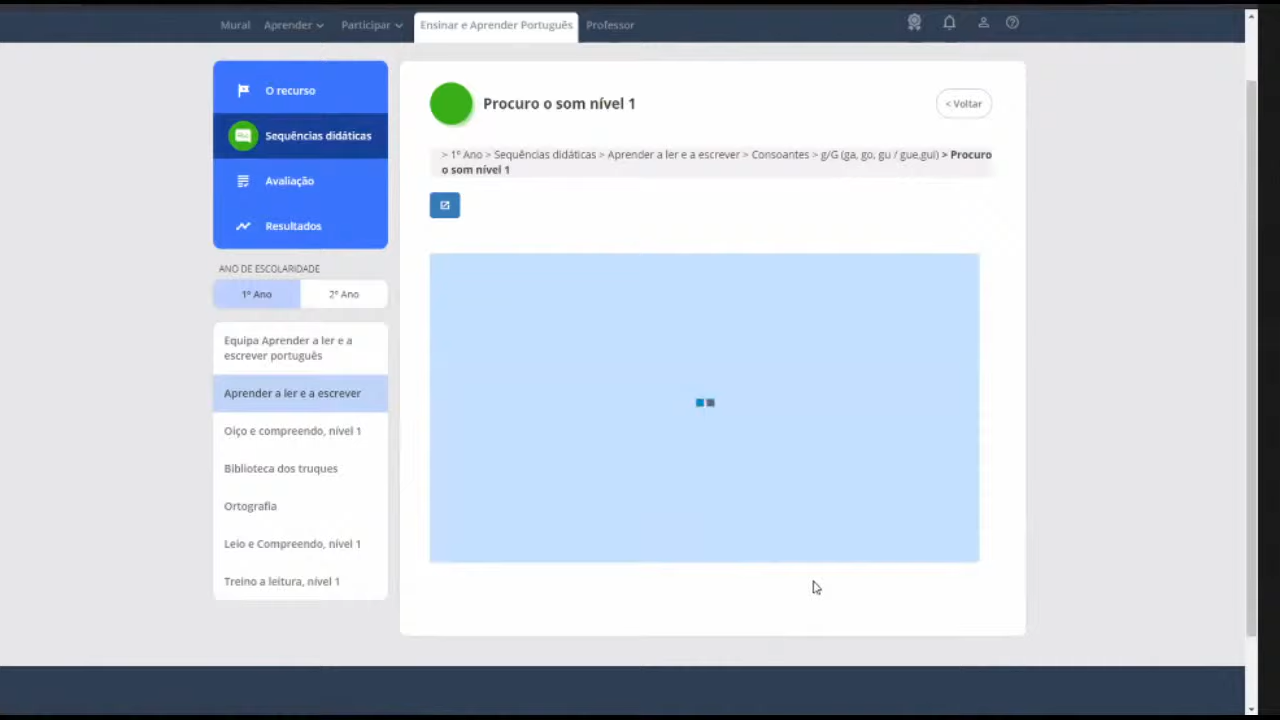 Mural Aprender Participar Ensinar e Aprender Português Professor
O recurso
Sequências didáticas
Avaliação
Resultados
ANO DE ESCOLARIDADE
1º Ano 2º Ano
Equipa Aprender a ler e a
escrever português
Aprender a ler e a escrever
Oiço e compreendo, nível 1
Biblioteca dos truques
Ortografia
Leio e Compreendo, nível 1
Treino a leitura, nível 1
Procuro o som nível 1
< Voltar
> 1º Ano > Sequências didáticas > Aprender a ler e a escrever > Consoantes > g/G (ga, go, gu / gue,gui) > Procuro
o som nível 1